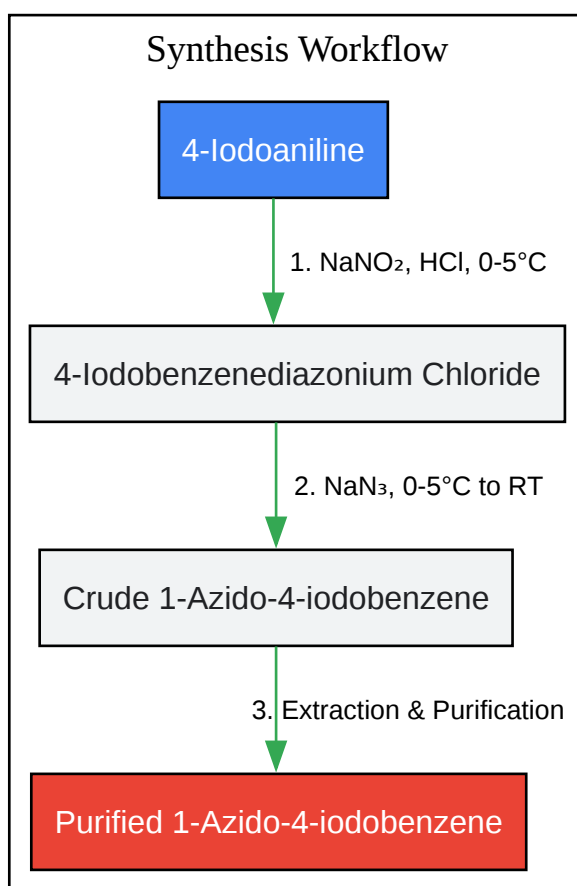 Synthesis Workflow
4-Iodoaniline
1. NaNO₂, HCl, 0-5°C
4-Iodobenzenediazonium Chloride
2. NaN₃, 0-5°C to RT
Crude 1-Azido-4-iodobenzene
3. Extraction & Purification
Purified 1-Azido-4-iodobenzene